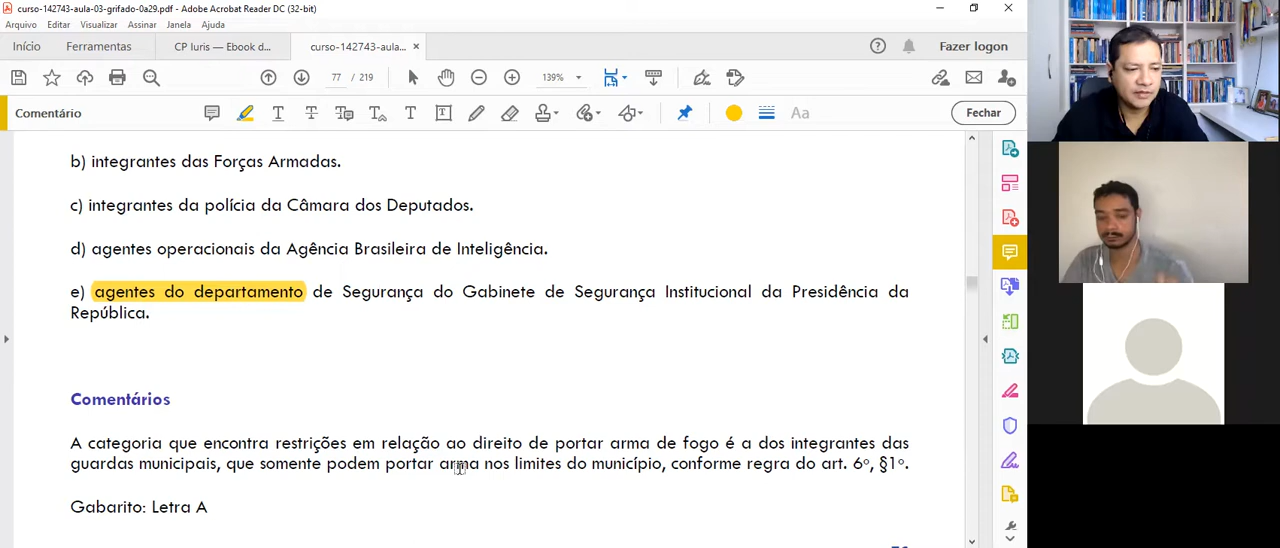 curso-142743-aula-03-grifado-0a29.pdf - Adobe Acrobat Reader DC (32-bit)
Arquivo Editar Visualizar Assinar Janela Ajuda
Início Ferramentas CP Iuris — Ebook d... curso-142743-aula... × Fazer logon
77 / 219 139%
Comentário Aa Fechar
b) integrantes das Forças Armadas.
c) integrantes da polícia da Câmara dos Deputados.
d) agentes operacionais da Agência Brasileira de Inteligência.
e) agentes do departamento de Segurança do Gabinete de Segurança Institucional da Presidência da
República.
Comentários
A categoria que encontra restrições em relação ao direito de portar arma de fogo é a dos integrantes das
guardas municipais, que somente podem portar arma nos limites do município, conforme regra do art. 6º, §1º.
Gabarito: Letra A